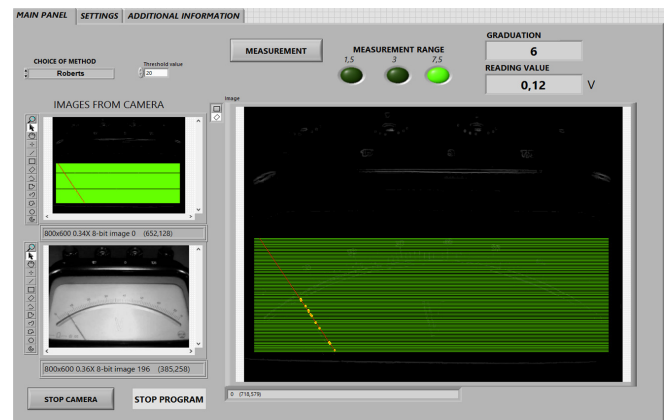 MAIN PANEL SETTINGS ADDITIONAL INFORMATION
GRADUATION
6
MEASUREMENT
MEASUREMENT RANGE
1,5 3 7,5
READING VALUE
0,12 V
CHOICE OF METHOD
Roberts
Threshold value
20
IMAGES FROM CAMERA
Image
800x600 0.34X 8-bit image 0 (652,128)
800x600 0.36X 8-bit image 196 (385,258)
0 (718,579)
STOP CAMERA
STOP PROGRAM